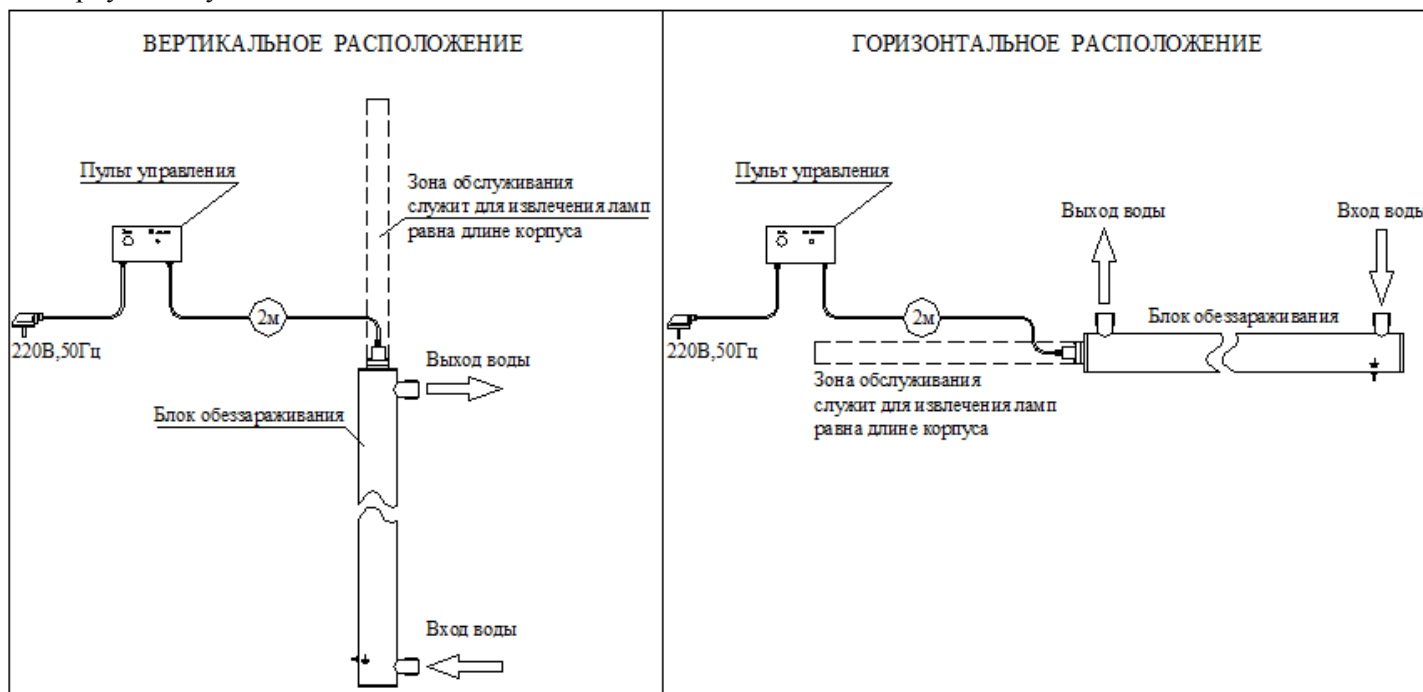 ВЕРТИКАЛЬНОЕ РАСПОЛОЖЕНИЕ
Пульт управления
Зона обслуживания
служит для извлечения ламп
равна длине корпуса
2м
220В,50Гц
Выход воды
Блок обеззараживания
Вход воды
ГОРИЗОНТАЛЬНОЕ РАСПОЛОЖЕНИЕ
Пульт управления
Выход воды
Вход воды
2м
Блок обеззараживания
220В,50Гц
Зона обслуживания
служит для извлечения ламп
равна длине корпуса